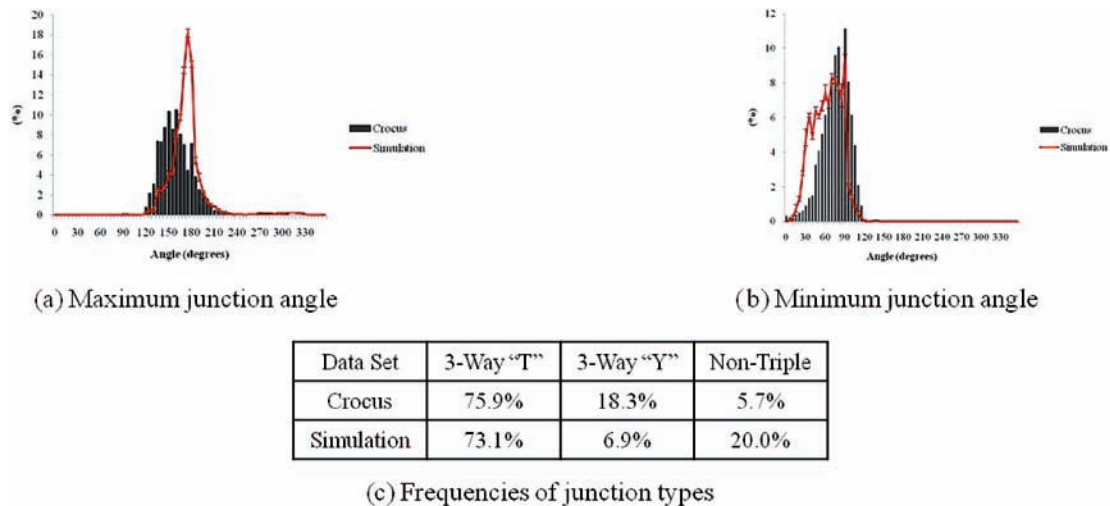 20
18
16
14
12
10
8
6
4
2
0
(%)
Crocus
Simulation
0 30 60 90 120 150 180 210 240 270 300 330
Angle (degrees)
(a) Maximum junction angle
12
10
8
6
4
2
0
(%)
Crocus
Simulation
0 30 60 90 120 150 180 210 240 270 300 330
Angle (degrees)
(b) Minimum junction angle
Data Set 3-Way “T” 3-Way “Y” Non-Triple
Crocus 75.9% 18.3% 5.7%
Simulation 73.1% 6.9% 20.0%
(c) Frequencies of junction types